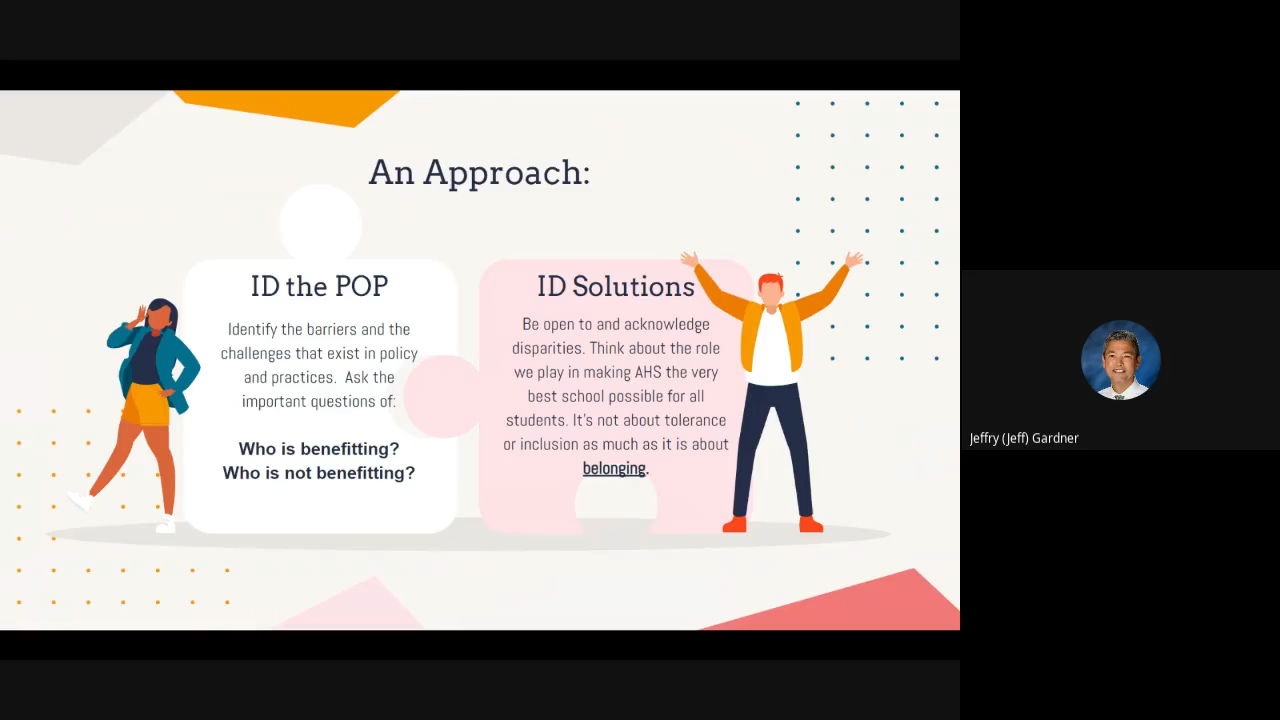 An Approach:
ID the POP
Identify the barriers and the
challenges that exist in policy
and practices. Ask the
important questions of:
Who is benefitting?
Who is not benefitting?
ID Solutions
Be open to and acknowledge
disparities. Think about the role
we play in making AHS the very
best school possible for all
students. It's not about tolerance
or inclusion as much as it is about
belonging.
Jeffry (Jeff) Gardner